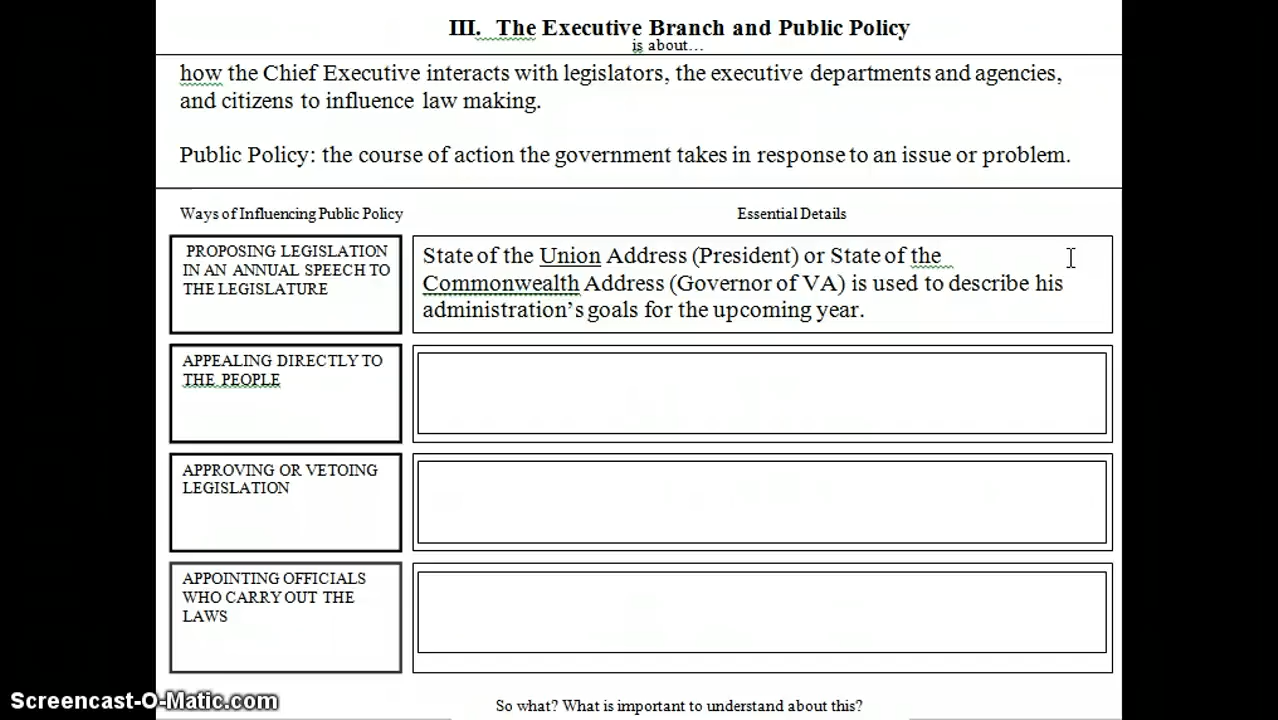 III. The Executive Branch and Public Policy
is about...
how the Chief Executive interacts with legislators, the executive departments and agencies,
and citizens to influence law making.
Public Policy: the course of action the government takes in response to an issue or problem.
Ways of Influencing Public Policy
Essential Details
PROPOSING LEGISLATION
IN AN ANNUAL SPEECH TO
THE LEGISLATURE
State of the Union Address (President) or State of the
Commonwealth Address (Governor of VA) is used to describe his
administration's goals for the upcoming year.
APPEALING DIRECTLY TO
THE PEOPLE
APPROVING OR VETOING
LEGISLATION
APPOINTING OFFICIALS
WHO CARRY OUT THE
LAWS
So what? What is important to understand about this?
Screencast-O-Matic.com